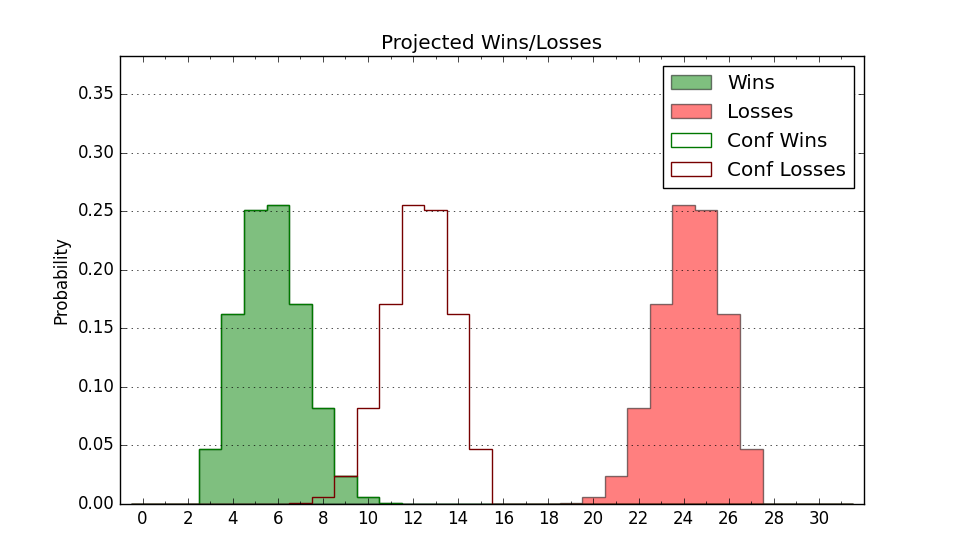 Projected Wins/Losses
Wins
Losses
Conf Wins
Conf Losses
Probability
0.35
0.30
0.25
0.20
0.15
0.10
0.05
0.00
0 2 4 6 8 10 12 14 16 18 20 22 24 26 28 30